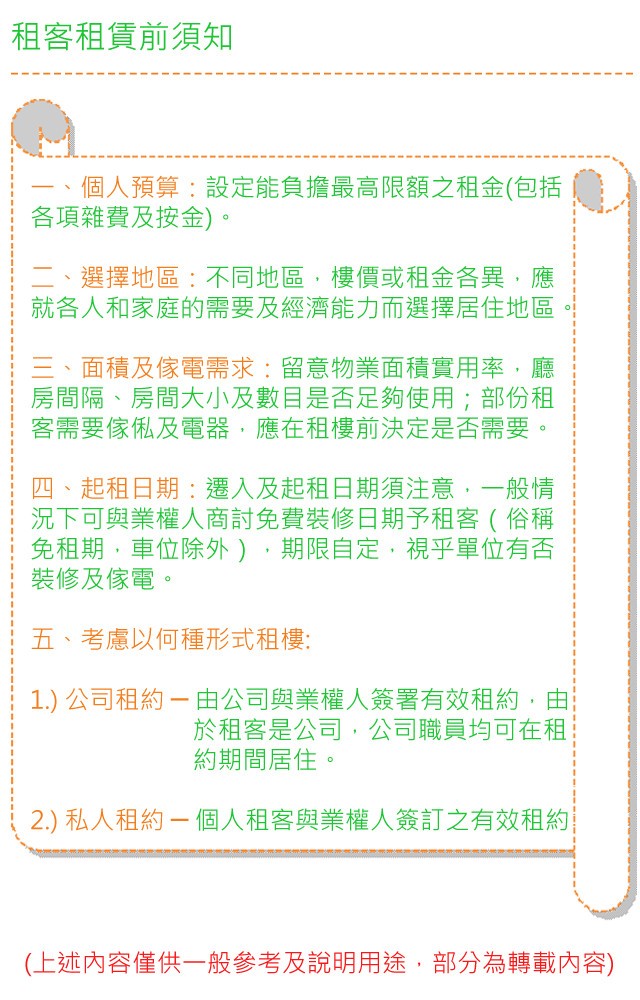 租客租賃前須知
一、個人預算：設定能負擔最高限額之租金(包括
各項雜費及按金)。
二、選擇地區：不同地區，樓價或租金各異，應
就各人和家庭的需要及經濟能力而選擇居住地區。
三、面積及傢電需求：留意物業面積實用率，廳
房間隔、房間大小及數目是否足夠使用；部份租
客需要傢俬及電器，應在租樓前決定是否需要。
四、起租日期：遷入及起租日期須注意，一般情
況下可與業權人商討免費裝修日期予租客（俗稱
免租期，車位除外），期限自定，視乎單位有否
裝修及傢電。
五、考慮以何種形式租樓:
1.) 公司租約 ─ 由公司與業權人簽署有效租約，由
於租客是公司，公司職員均可在租
約期間居住。
2.) 私人租約 ─ 個人租客與業權人簽訂之有效租約
(上述內容僅供一般參考及說明用途，部分為轉載內容)